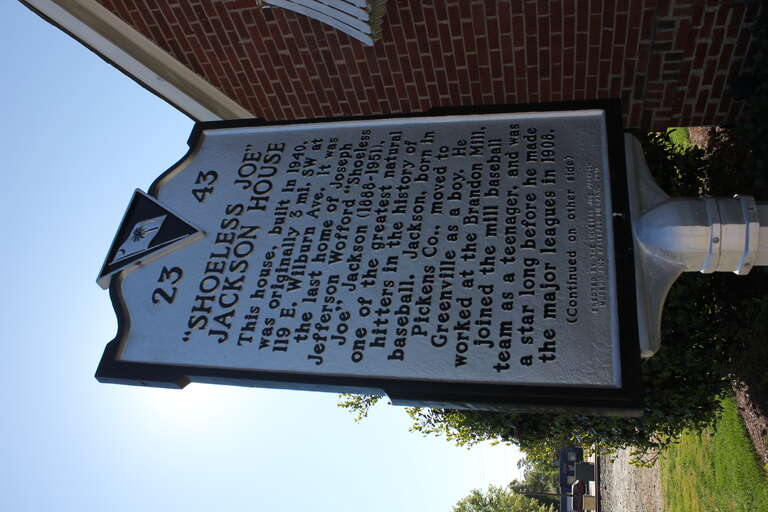 23 43
"SHOELESS JOE"
JACKSON HOUSE
This house, built in 1940,
was originally 3 mi. SW at
119 E. Wilburn Ave. It was
the last home of Joseph
Jefferson Wofford "Shoeless
Joe" Jackson (1888-1951),
one of the greatest natural
hitters in the history of
baseball. Jackson, born in
Pickens Co., moved to
Greenville as a boy. He
worked at the Brandon Mill,
joined the mill baseball
team as a teenager, and was
a star long before he made
the major leagues in 1908.
(Continued on other side)